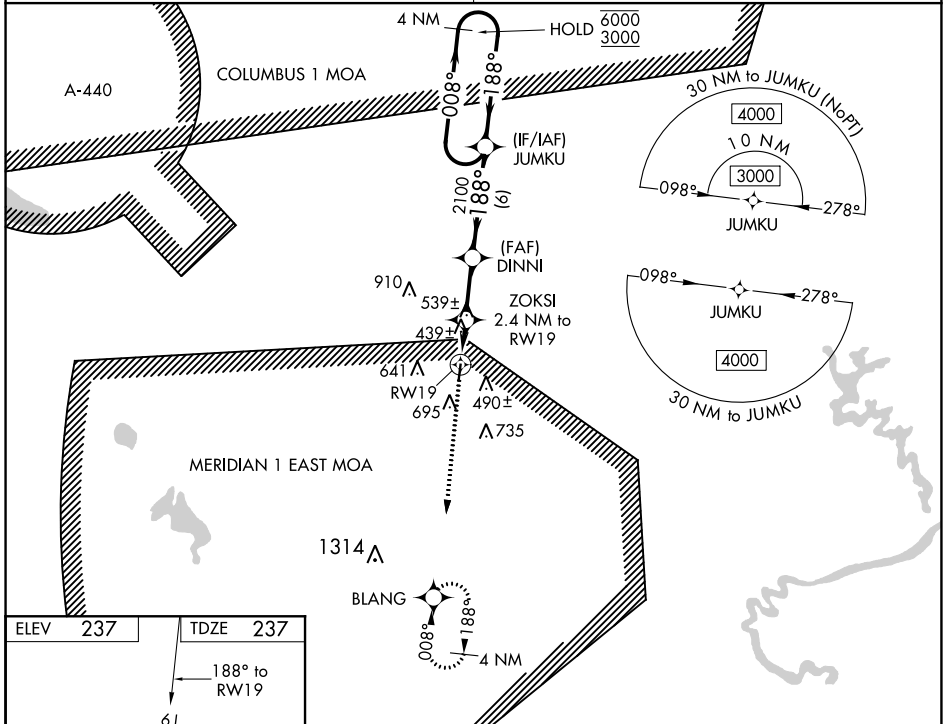 4 NM
HOLD 6000
3000
A-440
COLUMBUS 1 MOA
008°
188°
(IF/IAF)
JUMKU
2100
188°
(6)
(FAF)
DINNI
910
539±
ZOKSI
2.4 NM to
RW19
439±
641
RW19
695
490±
735
MERIDIAN 1 EAST MOA
1314
BLANG
008°
188°
4 NM
30 NM to JUMKU (NoPT)
4000
10 NM
3000
098°
278°
JUMKU
098°
278°
JUMKU
4000
30 NM to JUMKU
ELEV 237
TDZE 237
188° to
RW19